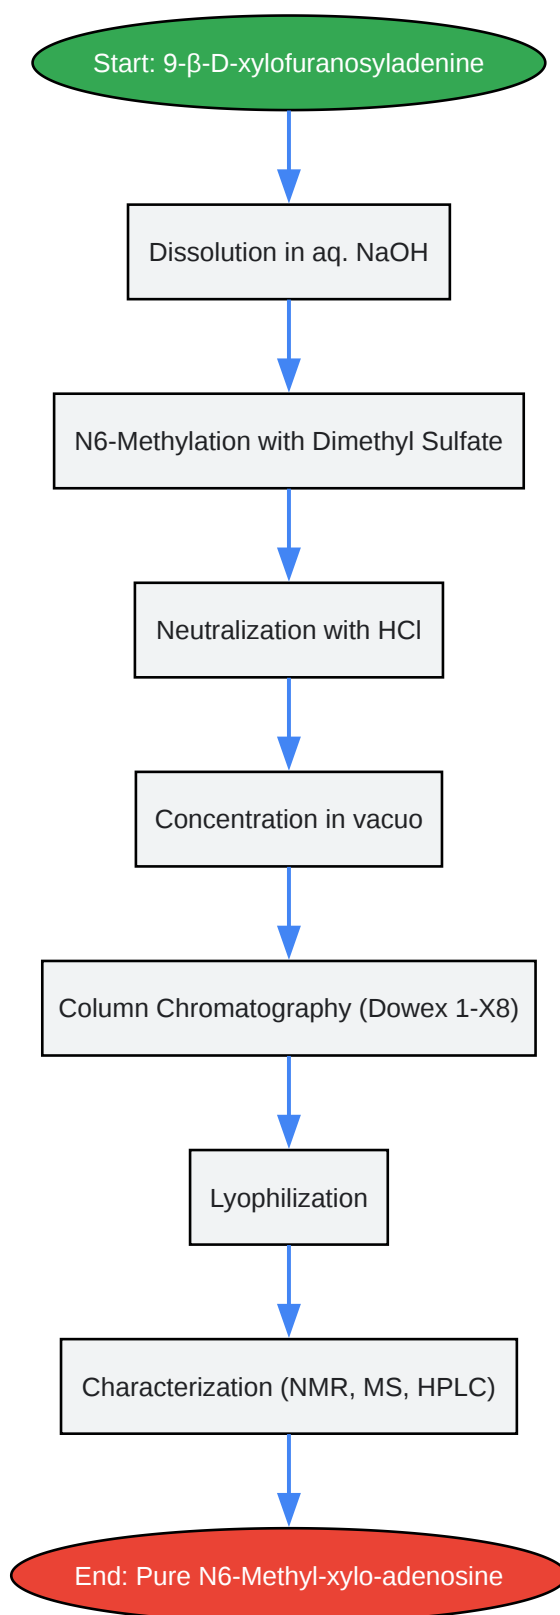 Start: 9-β-D-xylofuranosyladenine
Dissolution in aq. NaOH
N6-Methylation with Dimethyl Sulfate
Neutralization with HCl
Concentration in vacuo
Column Chromatography (Dowex 1-X8)
Lyophilization
Characterization (NMR, MS, HPLC)
End: Pure N6-Methyl-xylo-adenosine